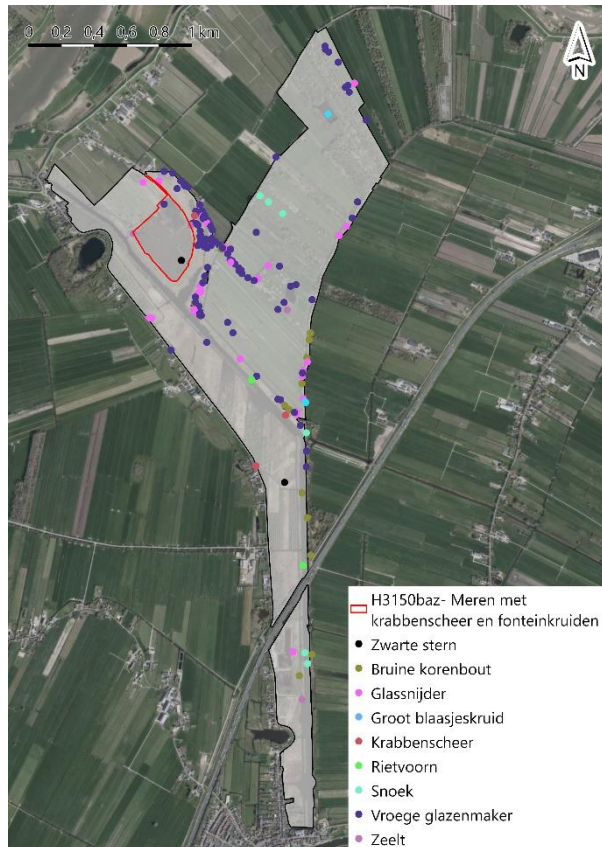 0 0,2 0,4 0,6 0,8 1 km
N
H3150baz- Meren met
krabbenscheer en fonteinkruiden
Zwarte stern
Bruine korenbout
Glassnijder
Groot blaasjeskruid
Krabbenscheer
Rietvoorn
Snoek
Vroege glazenmaker
Zeelt